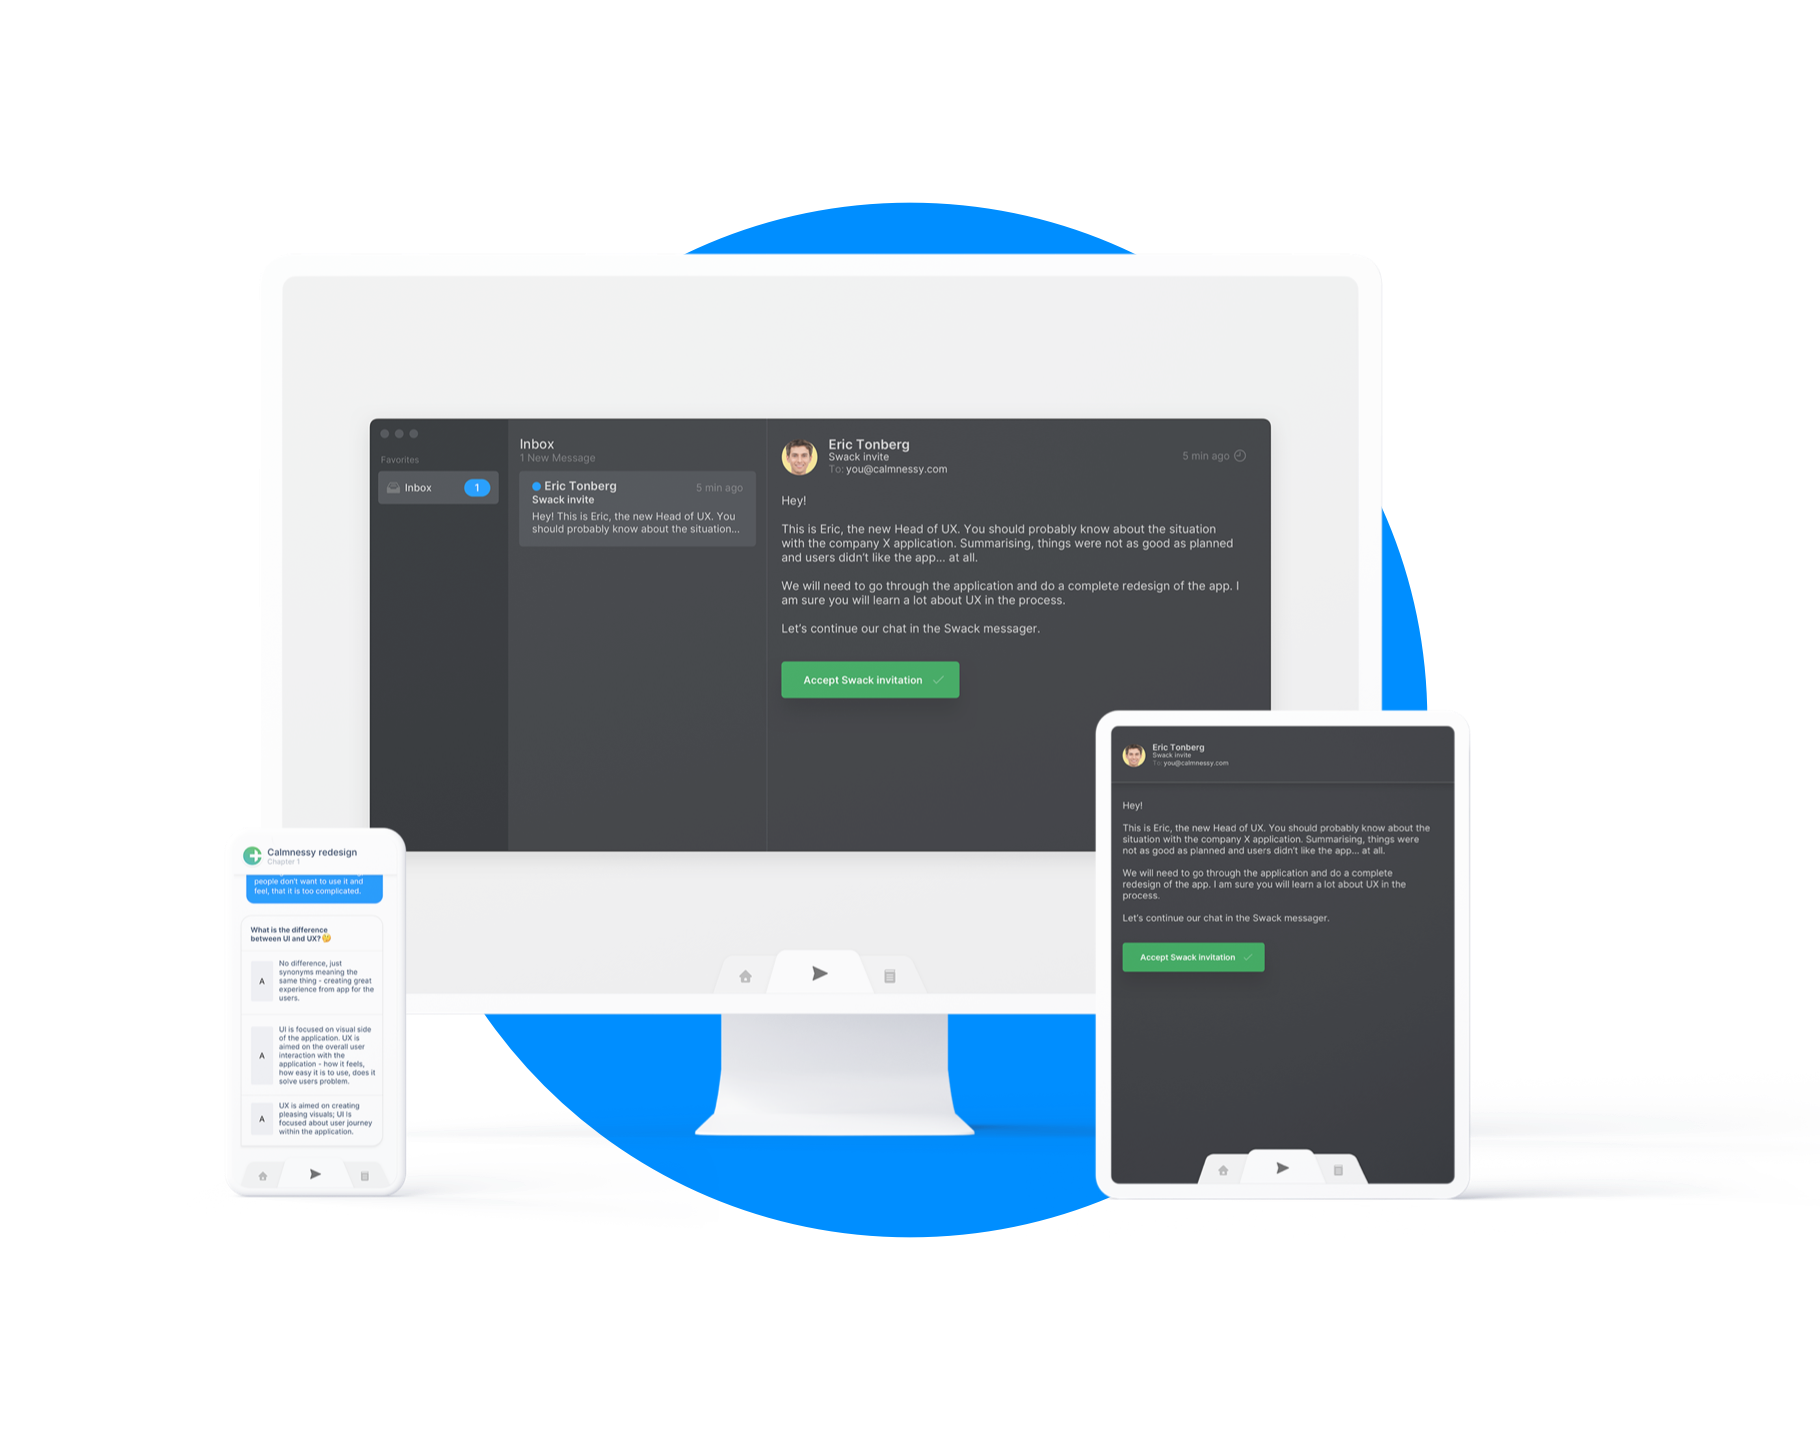 Favorites
Inbox 1
Inbox
1 New Message
Eric Tonberg 5 min ago
Swack invite
Hey! This is Eric, the new Head of UX. You
should probably know about the situation...
Eric Tonberg
Swack invite
To: you@calmnessy.com
5 min ago
Hey!
This is Eric, the new Head of UX. You should probably know about the situation
with the company X application. Summarising, things were not as good as planned
and users didn't like the app... at all.
We will need to go through the application and do a complete redesign of the app. I
am sure you will learn a lot about UX in the process.
Let's continue our chat in the Swack messager.
Accept Swack invitation
Eric Tonberg
Swack invite
To: you@calmnessy.com
Hey!
This is Eric, the new Head of UX. You should probably know about the
situation with the company X application. Summarising, things were
not as good as planned and users didn't like the app... at all.
We will need to go through the application and do a complete
redesign of the app. I am sure you will learn a lot about UX in the
process.
Let's continue our chat in the Swack messager.
Accept Swack invitation
Calmnessy redesign
Chapter 1
people don't want to use it and
feel, that it is too complicated.
What is the difference
between UI and UX? 🤔
A
No difference, just
synonyms meaning the
same thing - creating great
experience from app for the
users.
A
UI is focused on visual side
of the application. UX is
aimed on the overall user
interaction with the
application - how it feels,
how easy it is to use, does it
solve users problem.
A
UX is aimed on creating
pleasing visuals; UI is
focused about user journey
within the application.